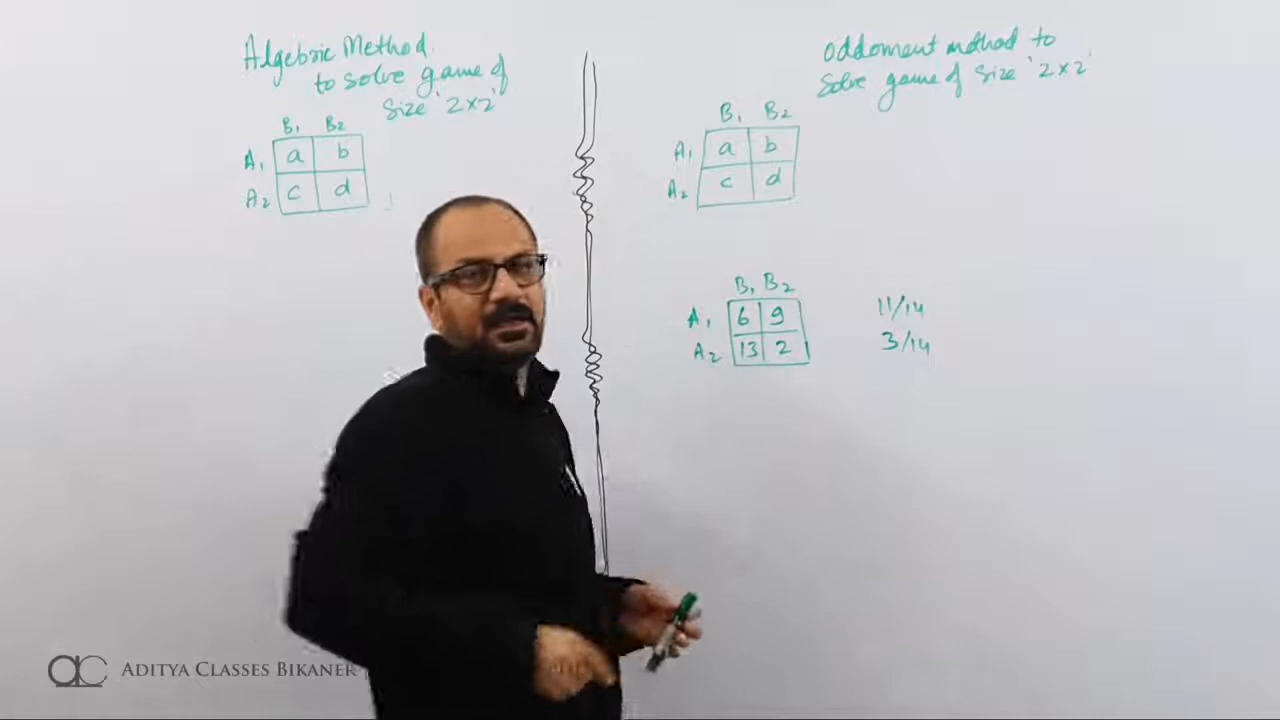 Algebric Method
to solve game of
size '2×2'
B1 B2
A1 a b
A2 c d
oddoment method to
solve game of size '2×2'
B1 B2
A1 a b
A2 c d
B1 B2
A1 6 9 11/14
A2 13 2 3/14
ac ADITYA CLASSES BIKANER